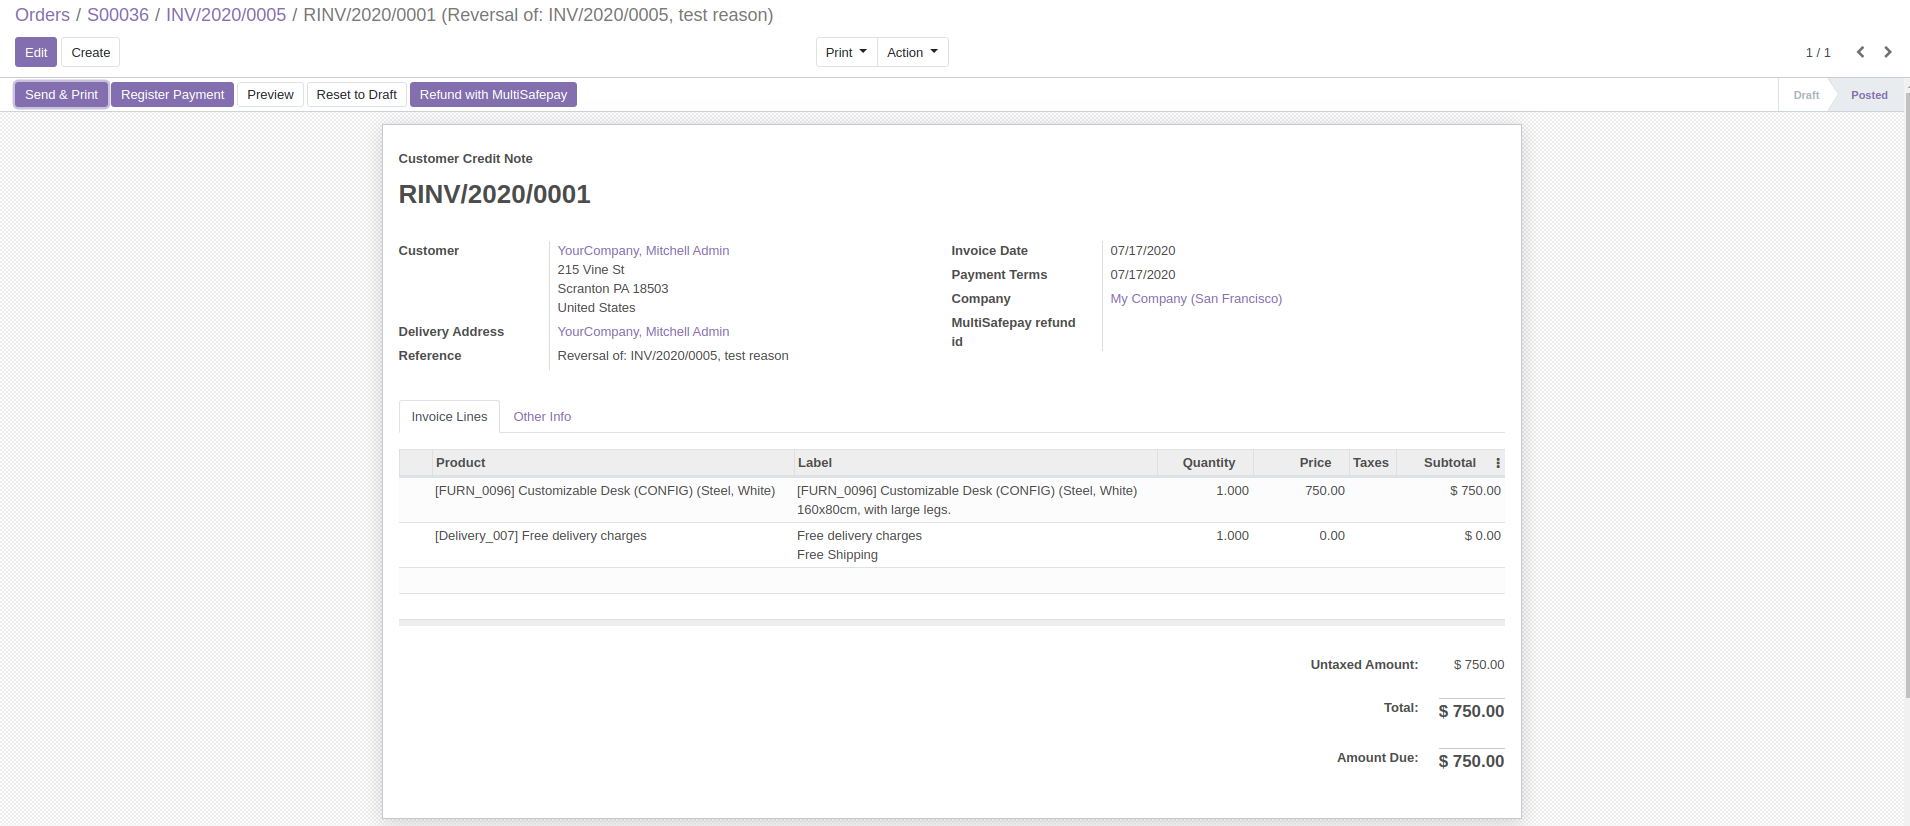 Orders / S00036 / INV/2020/0005 / RINV/2020/0001 (Reversal of: INV/2020/0005, test reason)
Edit Create Print Action 1 / 1
Send & Print Register Payment Preview Reset to Draft Refund with MultiSafepay Draft Posted
Customer Credit Note
RINV/2020/0001
Customer YourCompany, Mitchell Admin
215 Vine St
Scranton PA 18503
United States
Delivery Address YourCompany, Mitchell Admin
Reference Reversal of: INV/2020/0005, test reason
Invoice Date 07/17/2020
Payment Terms 07/17/2020
Company My Company (San Francisco)
MultiSafepay refund
id
Invoice Lines Other Info
Product Label Quantity Price Taxes Subtotal
[FURN_0096] Customizable Desk (CONFIG) (Steel, White) [FURN_0096] Customizable Desk (CONFIG) (Steel, White) 1.000 750.00 $ 750.00
160x80cm, with large legs.
[Delivery_007] Free delivery charges Free delivery charges 1.000 0.00 $ 0.00
Free Shipping
Untaxed Amount: $ 750.00
Total: $ 750.00
Amount Due: $ 750.00